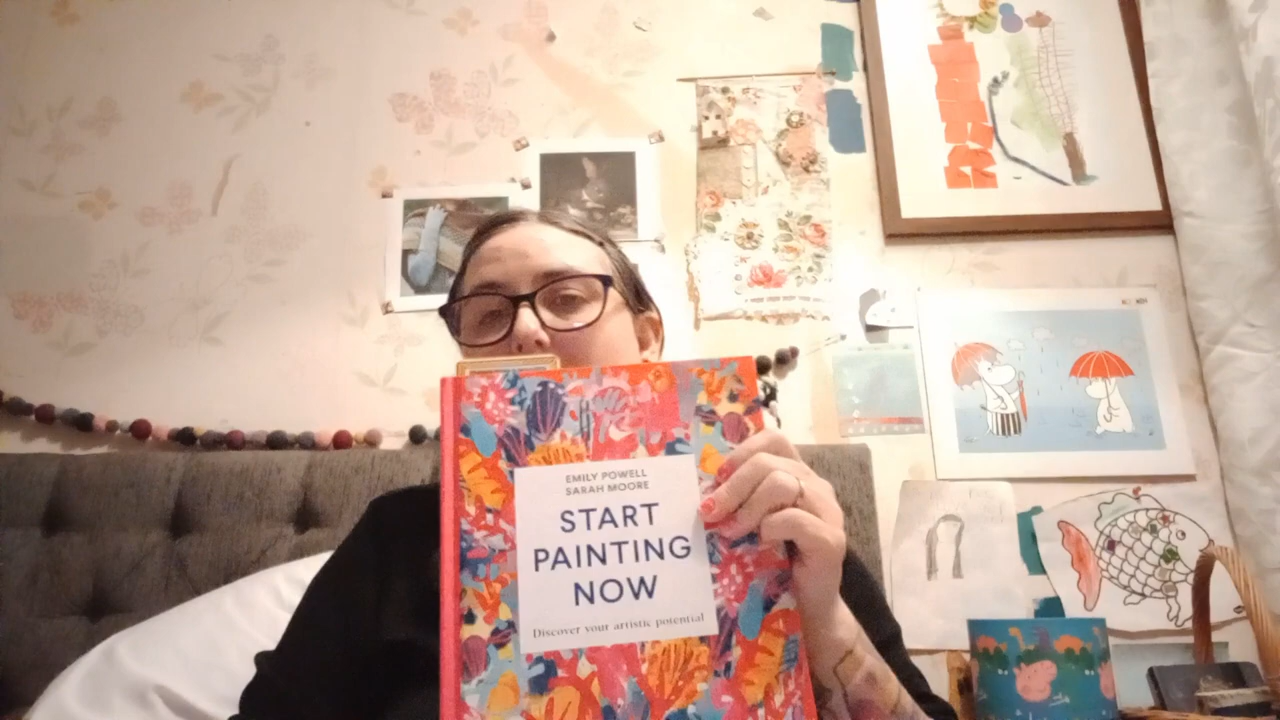 EMILY POWELL
SARAH MOORE
START
PAINTING
NOW
Discover your artistic potential